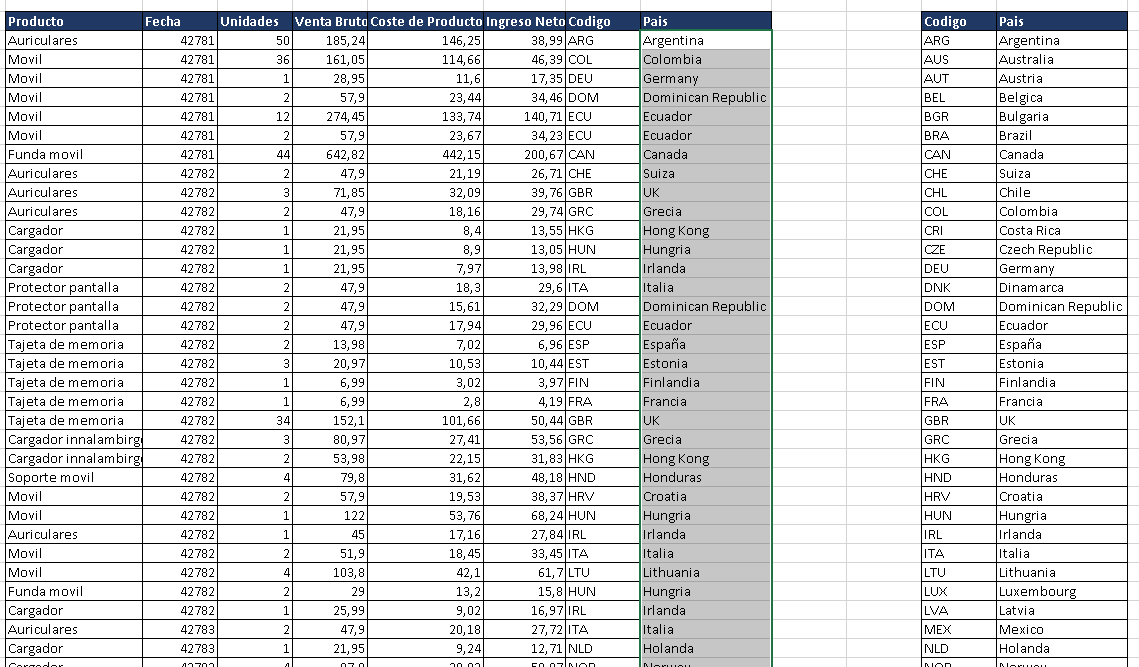 Producto Fecha Unidades Venta Bruto Coste de Producto Ingreso Neto Codigo Pais Codigo Pais
Auriculares 42781 50 185,24 146,25 38,99 ARG Argentina ARG Argentina
Movil 42781 36 161,05 114,66 46,39 COL Colombia AUS Australia
Movil 42781 1 28,95 11,6 17,35 DEU Germany AUT Austria
Movil 42781 2 57,9 23,44 34,46 DOM Dominican Republic BEL Belgica
Movil 42781 12 274,45 133,74 140,71 ECU Ecuador BGR Bulgaria
Movil 42781 2 57,9 23,67 34,23 ECU Ecuador BRA Brazil
Funda movil 42781 44 642,82 442,15 200,67 CAN Canada CAN Canada
Auriculares 42782 2 47,9 21,19 26,71 CHE Suiza CHE Suiza
Auriculares 42782 3 71,85 32,09 39,76 GBR UK CHL Chile
Auriculares 42782 2 47,9 18,16 29,74 GRC Grecia COL Colombia
Cargador 42782 1 21,95 8,4 13,55 HKG Hong Kong CRI Costa Rica
Cargador 42782 1 21,95 8,9 13,05 HUN Hungria CZE Czech Republic
Cargador 42782 1 21,95 7,97 13,98 IRL Irlanda DEU Germany
Protector pantalla 42782 2 47,9 18,3 29,6 ITA Italia DNK Dinamarca
Protector pantalla 42782 2 47,9 15,61 32,29 DOM Dominican Republic DOM Dominican Republic
Protector pantalla 42782 2 47,9 17,94 29,96 ECU Ecuador ECU Ecuador
Tajeta de memoria 42782 2 13,98 7,02 6,96 ESP España ESP España
Tajeta de memoria 42782 3 20,97 10,53 10,44 EST Estonia EST Estonia
Tajeta de memoria 42782 1 6,99 3,02 3,97 FIN Finlandia FIN Finlandia
Tajeta de memoria 42782 1 6,99 2,8 4,19 FRA Francia FRA Francia
Tajeta de memoria 42782 34 152,1 101,66 50,44 GBR UK GBR UK
Cargador innalambirg 42782 3 80,97 27,41 53,56 GRC Grecia GRC Grecia
Cargador innalambirg 42782 2 53,98 22,15 31,83 HKG Hong Kong HKG Hong Kong
Soporte movil 42782 4 79,8 31,62 48,18 HND Honduras HND Honduras
Movil 42782 2 57,9 19,53 38,37 HRV Croatia HRV Croatia
Movil 42782 1 122 53,76 68,24 HUN Hungria HUN Hungria
Auriculares 42782 1 45 17,16 27,84 IRL Irlanda IRL Irlanda
Movil 42782 2 51,9 18,45 33,45 ITA Italia ITA Italia
Movil 42782 4 103,8 42,1 61,7 LTU Lithuania LTU Lithuania
Funda movil 42782 2 29 13,2 15,8 HUN Hungria LUX Luxembourg
Cargador 42782 1 25,99 9,02 16,97 IRL Irlanda LVA Latvia
Auriculares 42783 2 47,9 20,18 27,72 ITA Italia MEX Mexico
Cargador 42783 1 21,95 9,24 12,71 NLD Holanda NLD Holanda